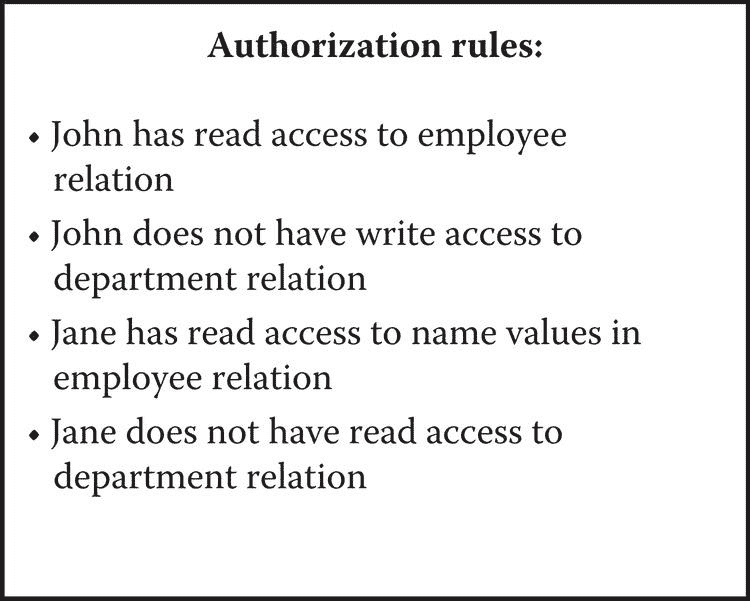 Authorization rules:
• John has read access to employee
relation
• John does not have write access to
department relation
• Jane has read access to name values in
employee relation
• Jane does not have read access to
department relation